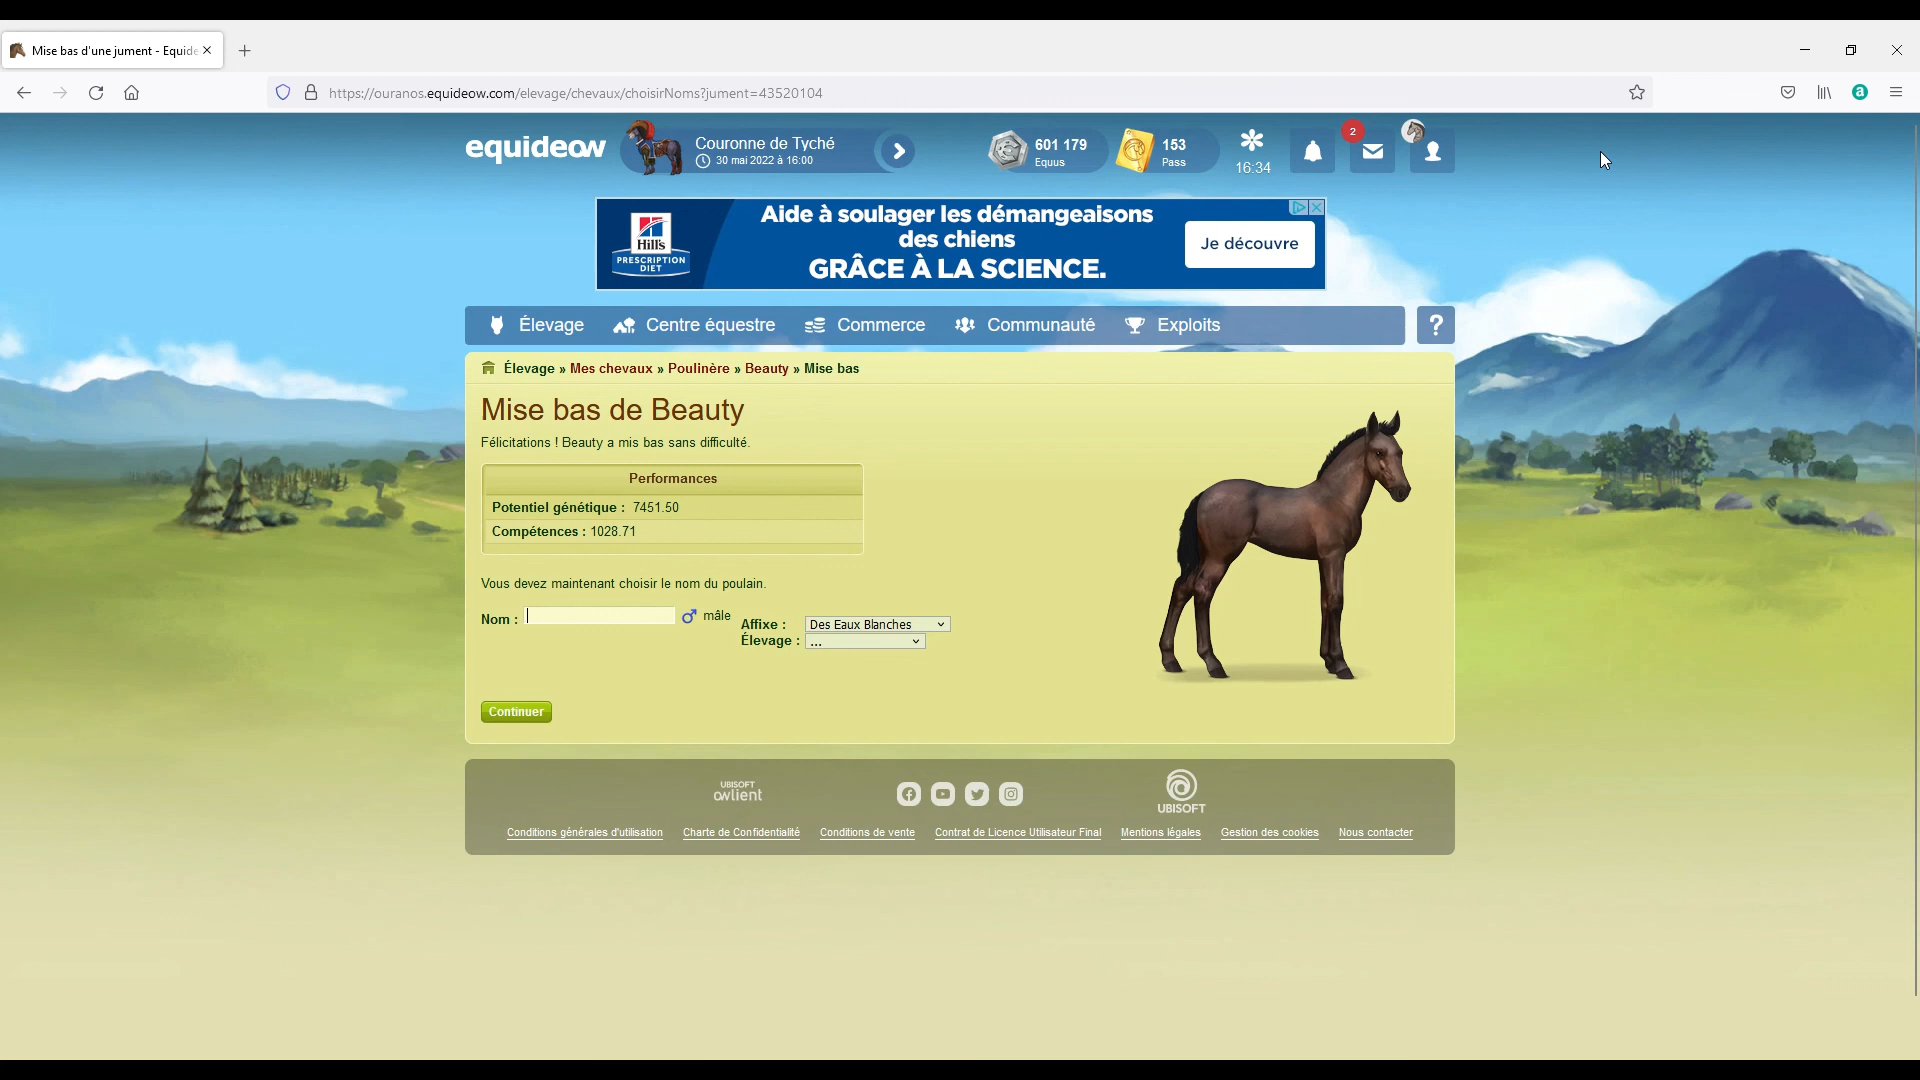 Mise bas d'une jument - Equide
https://ouranos.equideow.com/elevage/chevaux/choisirNoms?jument=43520104
equideow
Couronne de Tyché
30 mai 2022 à 16:00
601 179
Equus
153
Pass
16:34
2
Hill's
PRESCRIPTION
DIET
Aide à soulager les démangeaisons
des chiens
GRÂCE À LA SCIENCE.
Je découvre
Élevage
Centre équestre
Commerce
Communauté
Exploits
?
Élevage » Mes chevaux » Poulinère » Beauty » Mise bas
Mise bas de Beauty
Félicitations ! Beauty a mis bas sans difficulté.
Performances
Potentiel génétique : 7451.50
Compétences : 1028.71
Vous devez maintenant choisir le nom du poulain.
Nom :
mâle
Affixe : Des Eaux Blanches
Élevage : ...
Continuer
UBISOFT
owlient
UBISOFT
Conditions générales d'utilisation
Charte de Confidentialité
Conditions de vente
Contrat de Licence Utilisateur Final
Mentions légales
Gestion des cookies
Nous contacter